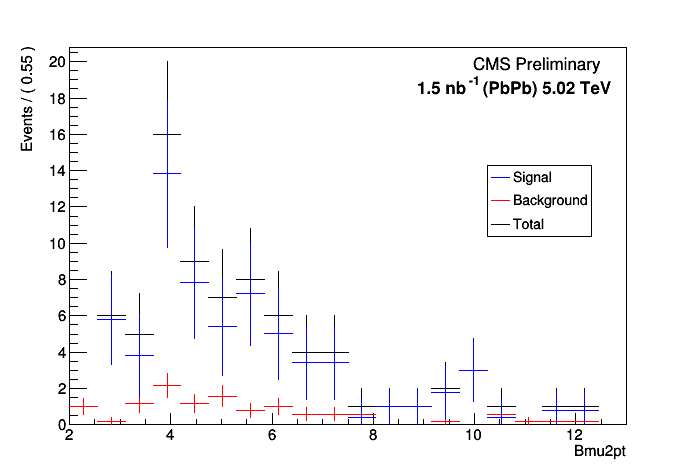 CMS Preliminary
1.5 nb⁻¹ (PbPb) 5.02 TeV
Events / ( 0.55 )
20
18
16
14
12
10
8
6
4
2
0
Signal
Background
Total
2 4 6 8 10 12
Bmu2pt